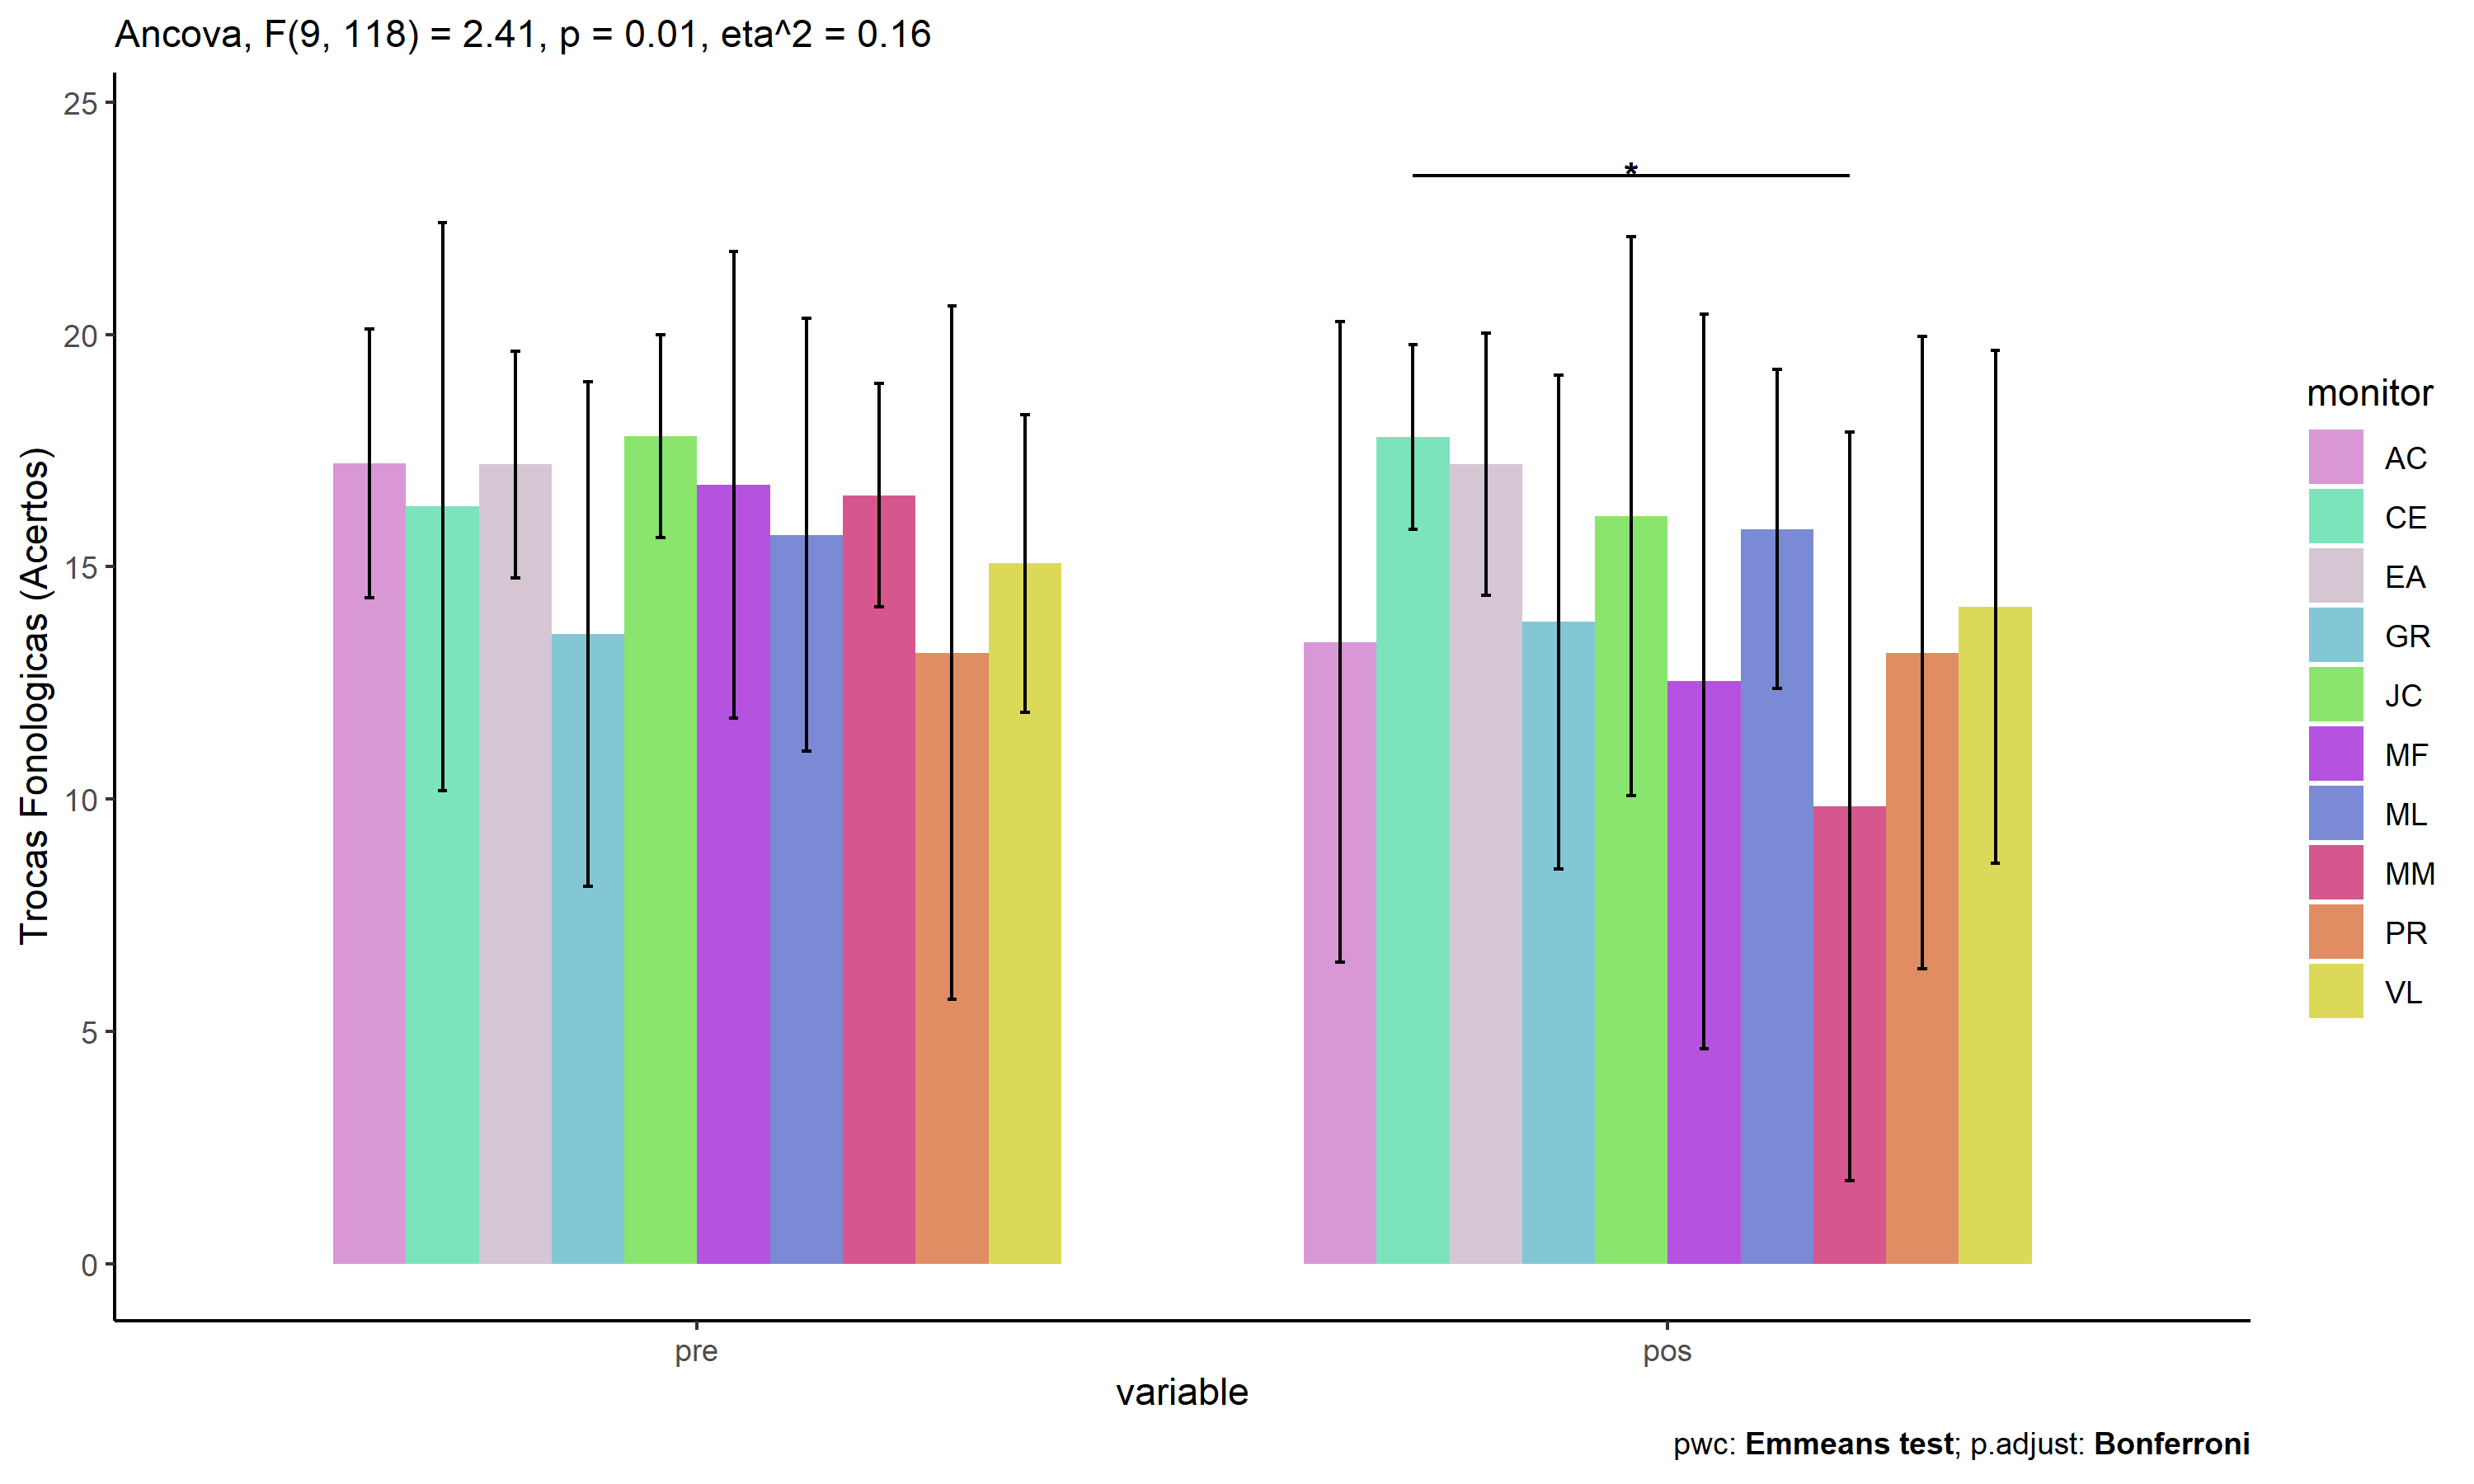 Ancova, F(9, 118) = 2.41, p = 0.01, eta^2 = 0.16
Trocas Fonologicas (Acertos)
25
20
15
10
5
0
*
pre
pos
variable
monitor
AC
CE
EA
GR
JC
MF
ML
MM
PR
VL
pwc: Emmeans test; p.adjust: Bonferroni